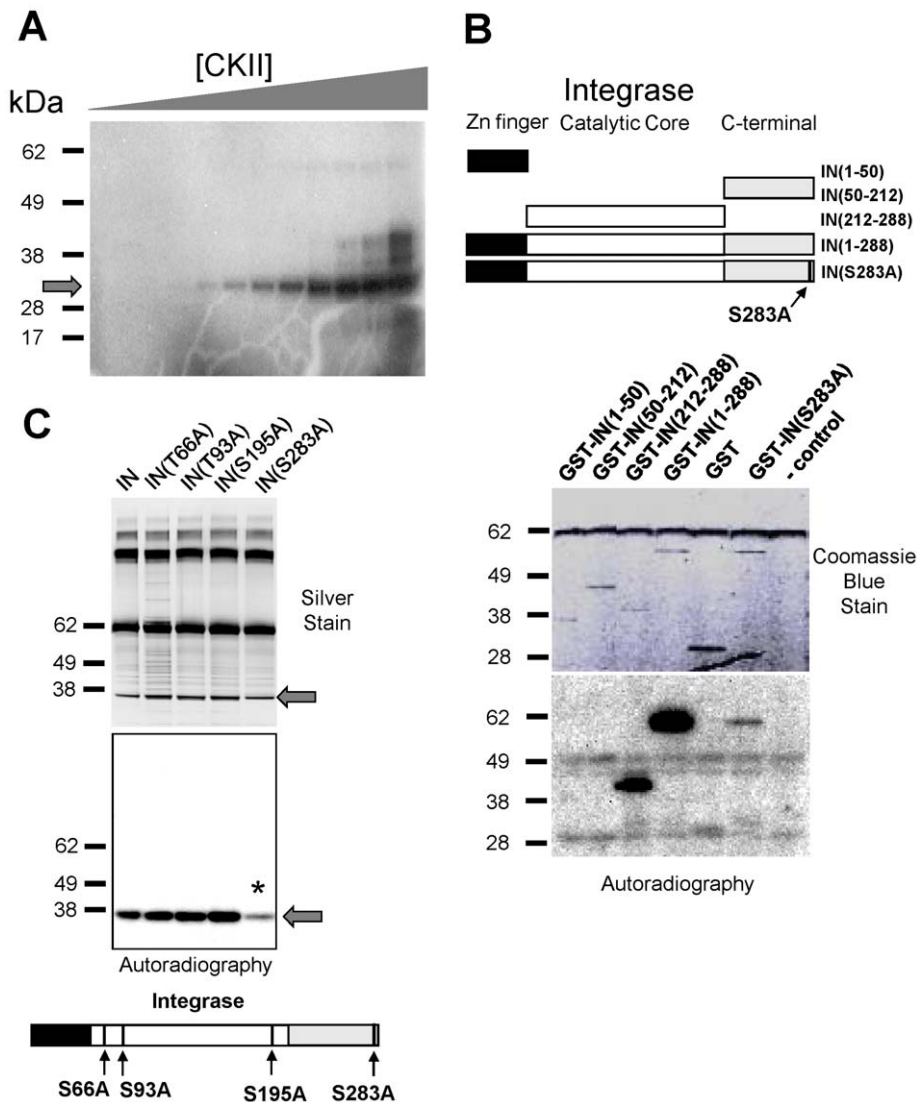 A
[CKII]
kDa
62
49
38
28
17
B
Integrase
Zn finger Catalytic Core C-terminal
IN(1-50)
IN(50-212)
IN(212-288)
IN(1-288)
IN(S283A)
S283A
GST-IN(1-50)
GST-IN(50-212)
GST-IN(212-288)
GST-IN(1-288)
GST
GST-IN(S283A)
- control
62
49
38
28
Coomassie
Blue
Stain
62
49
38
28
Autoradiography
C
IN
IN(T66A)
IN(T93A)
IN(S195A)
IN(S283A)
62
49
38
Silver
Stain
62
49
38
*
Autoradiography
Integrase
S66A S93A S195A S283A